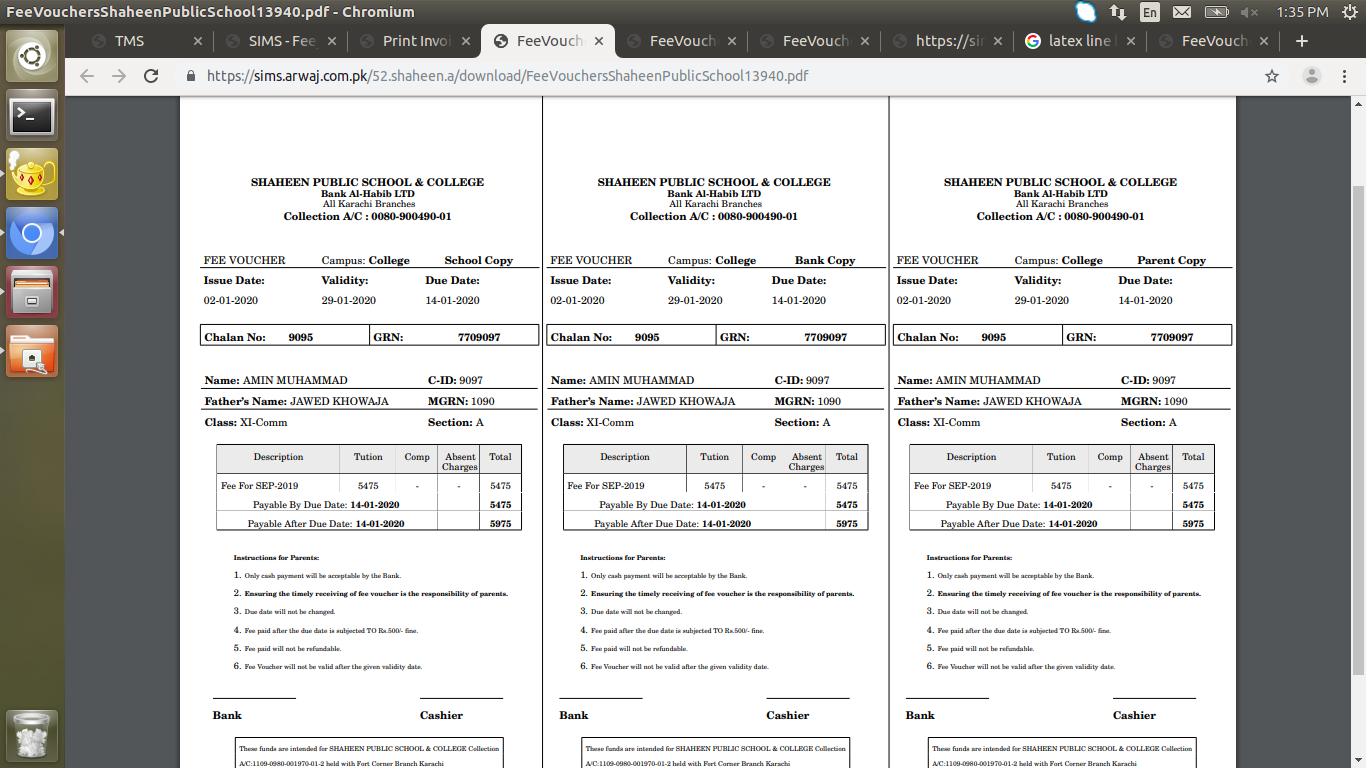 FeeVouchersShaheenPublicSchool13940.pdf - Chromium
En
1:35 PM
TMS
SIMS - Fee
Print Invoi
FeeVouch
FeeVouch
FeeVouch
https://sir
latex line
FeeVouch
https://sims.arwaj.com.pk/52.shaheen.a/download/FeeVouchersShaheenPublicSchool13940.pdf
SHAHEEN PUBLIC SCHOOL & COLLEGE
Bank Al-Habib LTD
All Karachi Branches
Collection A/C : 0080-900490-01
FEE VOUCHER Campus: College School Copy
Issue Date: Validity: Due Date:
02-01-2020 29-01-2020 14-01-2020
Chalan No: 9095 GRN: 7709097
Name: AMIN MUHAMMAD C-ID: 9097
Father's Name: JAWED KHOWAJA MGRN: 1090
Class: XI-Comm Section: A
Description Tution Comp Absent Charges Total
Fee For SEP-2019 5475 - - 5475
Payable By Due Date: 14-01-2020 5475
Payable After Due Date: 14-01-2020 5975
Instructions for Parents:
1. Only cash payment will be acceptable by the Bank.
2. Ensuring the timely receiving of fee voucher is the responsibility of parents.
3. Due date will not be changed.
4. Fee paid after the due date is subjected TO Rs.500/- fine.
5. Fee paid will not be refundable.
6. Fee Voucher will not be valid after the given validity date.
Bank Cashier
These funds are intended for SHAHEEN PUBLIC SCHOOL & COLLEGE Collection
A/C:1109-0980-001970-01-2 held with Fort Corner Branch Karachi
SHAHEEN PUBLIC SCHOOL & COLLEGE
Bank Al-Habib LTD
All Karachi Branches
Collection A/C : 0080-900490-01
FEE VOUCHER Campus: College Bank Copy
Issue Date: Validity: Due Date:
02-01-2020 29-01-2020 14-01-2020
Chalan No: 9095 GRN: 7709097
Name: AMIN MUHAMMAD C-ID: 9097
Father's Name: JAWED KHOWAJA MGRN: 1090
Class: XI-Comm Section: A
Description Tution Comp Absent Charges Total
Fee For SEP-2019 5475 - - 5475
Payable By Due Date: 14-01-2020 5475
Payable After Due Date: 14-01-2020 5975
Instructions for Parents:
1. Only cash payment will be acceptable by the Bank.
2. Ensuring the timely receiving of fee voucher is the responsibility of parents.
3. Due date will not be changed.
4. Fee paid after the due date is subjected TO Rs.500/- fine.
5. Fee paid will not be refundable.
6. Fee Voucher will not be valid after the given validity date.
Bank Cashier
These funds are intended for SHAHEEN PUBLIC SCHOOL & COLLEGE Collection
A/C:1109-0980-001970-01-2 held with Fort Corner Branch Karachi
SHAHEEN PUBLIC SCHOOL & COLLEGE
Bank Al-Habib LTD
All Karachi Branches
Collection A/C : 0080-900490-01
FEE VOUCHER Campus: College Parent Copy
Issue Date: Validity: Due Date:
02-01-2020 29-01-2020 14-01-2020
Chalan No: 9095 GRN: 7709097
Name: AMIN MUHAMMAD C-ID: 9097
Father's Name: JAWED KHOWAJA MGRN: 1090
Class: XI-Comm Section: A
Description Tution Comp Absent Charges Total
Fee For SEP-2019 5475 - - 5475
Payable By Due Date: 14-01-2020 5475
Payable After Due Date: 14-01-2020 5975
Instructions for Parents:
1. Only cash payment will be acceptable by the Bank.
2. Ensuring the timely receiving of fee voucher is the responsibility of parents.
3. Due date will not be changed.
4. Fee paid after the due date is subjected TO Rs.500/- fine.
5. Fee paid will not be refundable.
6. Fee Voucher will not be valid after the given validity date.
Bank Cashier
These funds are intended for SHAHEEN PUBLIC SCHOOL & COLLEGE Collection
A/C:1109-0980-001970-01-2 held with Fort Corner Branch Karachi